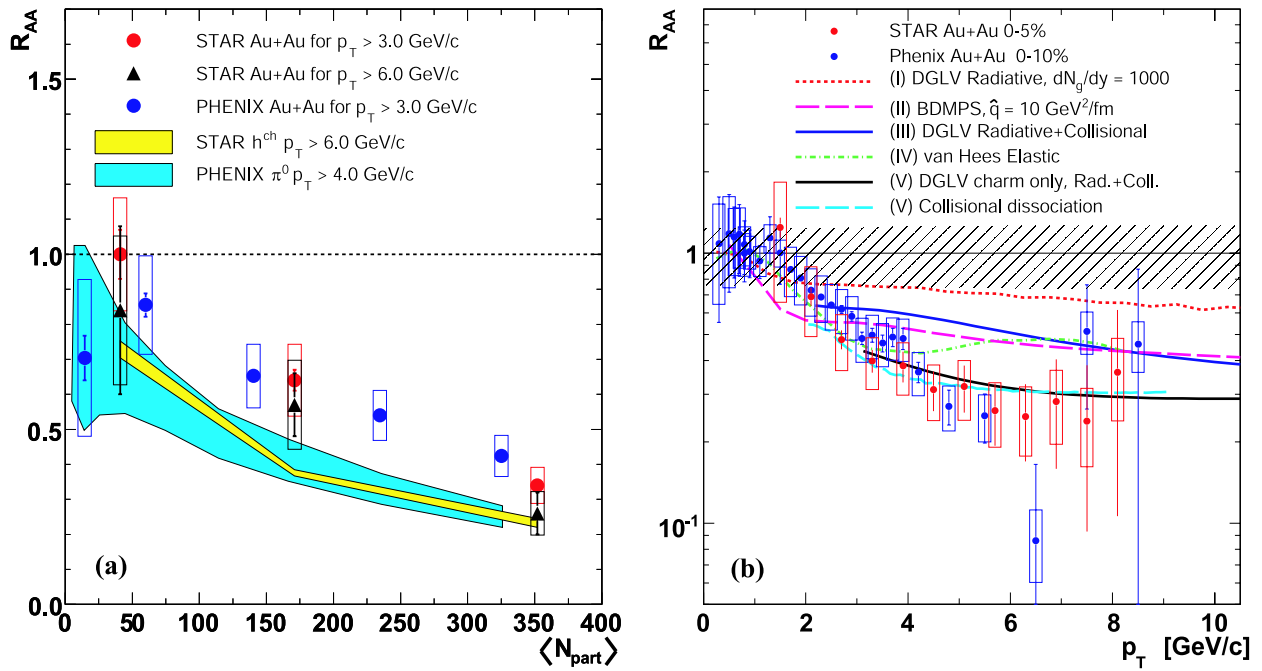 R_AA
1.5
1.0
0.5
0.0
STAR Au+Au for p_T > 3.0 GeV/c
STAR Au+Au for p_T > 6.0 GeV/c
PHENIX Au+Au for p_T > 3.0 GeV/c
STAR h^ch p_T > 6.0 GeV/c
PHENIX π^0 p_T > 4.0 GeV/c
(a)
0 50 100 150 200 250 300 350 400
⟨N_part⟩
R_AA
1
10^-1
STAR Au+Au 0-5%
Phenix Au+Au 0-10%
(I) DGLV Radiative, dN_g/dy = 1000
(II) BDMPS, q̂ = 10 GeV^2/fm
(III) DGLV Radiative+Collisional
(IV) van Hees Elastic
(V) DGLV charm only, Rad.+Coll.
(V) Collisional dissociation
(b)
0 2 4 6 8 10
p_T [GeV/c]